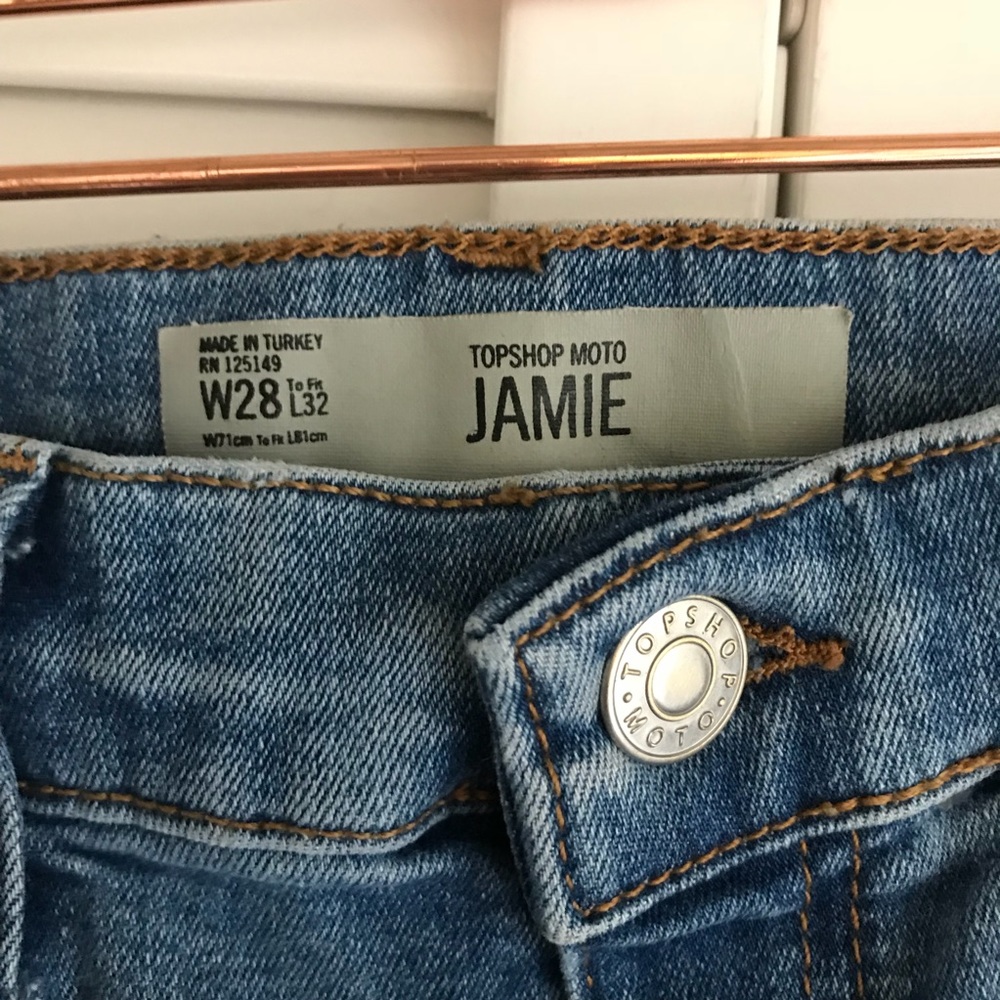 MADE IN TURKEY
RN 125149
W28 To Fit L32
W71cm To Fit L81cm
TOPSHOP MOTO
JAMIE
TOPSHOP · MOTO ·